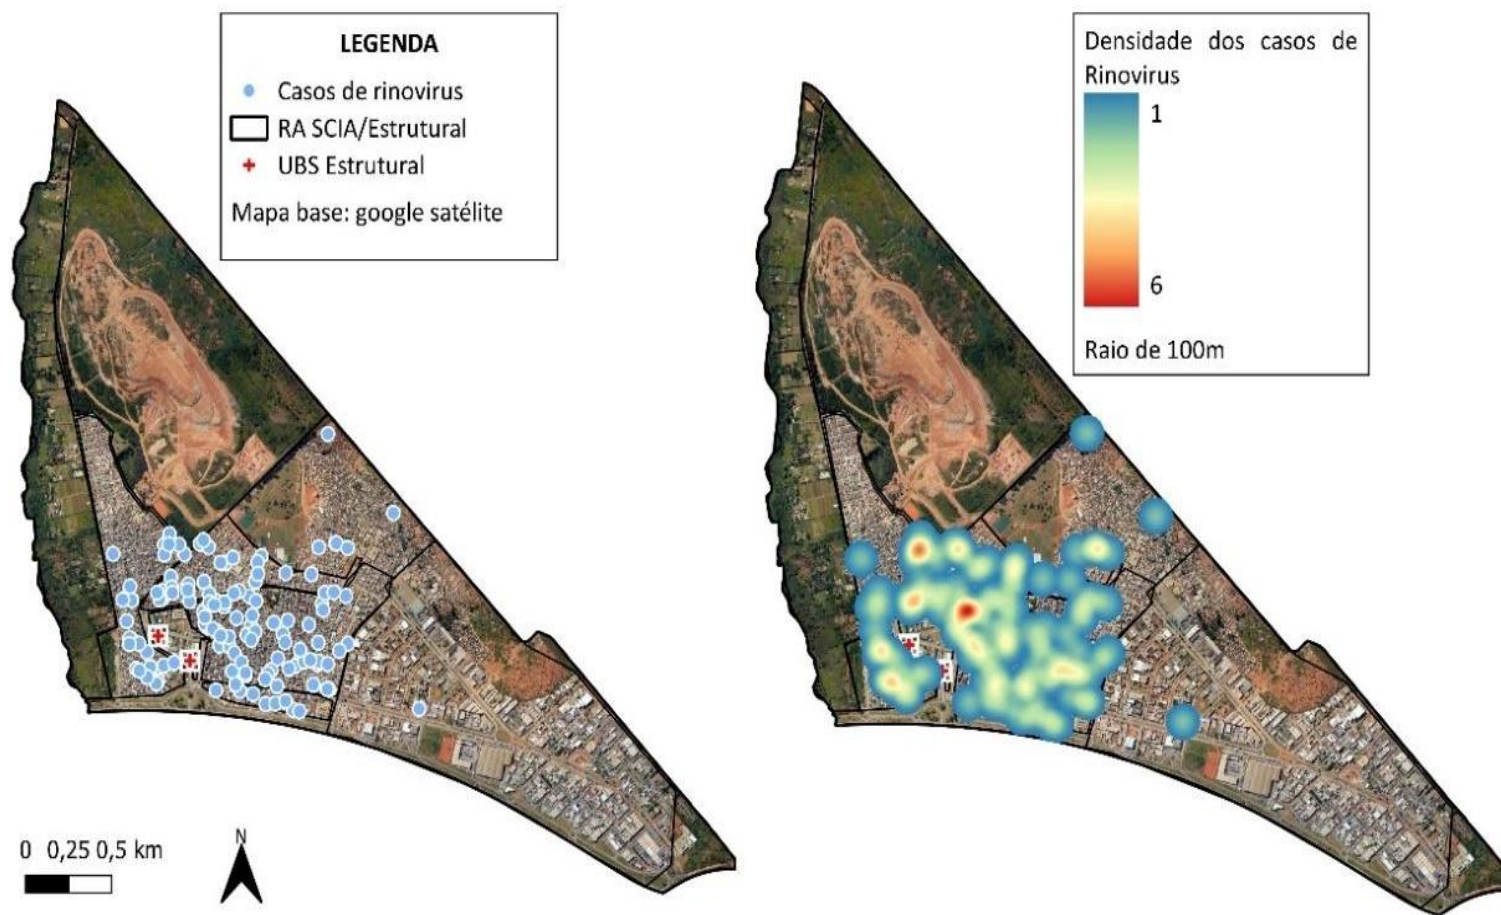 LEGENDA
Casos de rinovirus
RA SCIA/Estrutural
UBS Estrutural
Mapa base: google satélite
Densidade dos casos de
Rinovirus
1
6
Raio de 100m
0 0,25 0,5 km
N